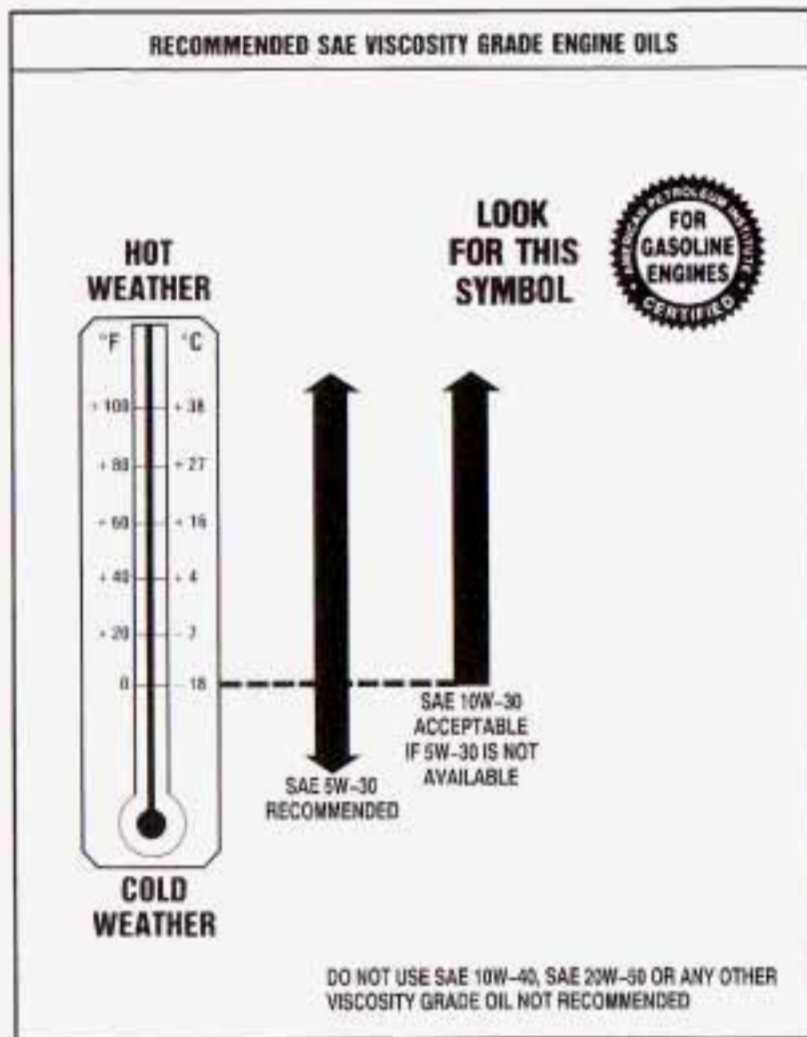 RECOMMENDED SAE VISCOSITY GRADE ENGINE OILS
LOOK
FOR THIS
SYMBOL
AMERICAN PETROLEUM INSTITUTE
FOR
GASOLINE
ENGINES
CERTIFIED
HOT
WEATHER
°F °C
+ 100 + 38
+ 80 + 27
+ 60 + 16
+ 40 + 4
+ 20 - 7
0 - 18
SAE 5W-30
RECOMMENDED
SAE 10W-30
ACCEPTABLE
IF 5W-30 IS NOT
AVAILABLE
COLD
WEATHER
DO NOT USE SAE 10W-40, SAE 20W-50 OR ANY OTHER
VISCOSITY GRADE OIL NOT RECOMMENDED